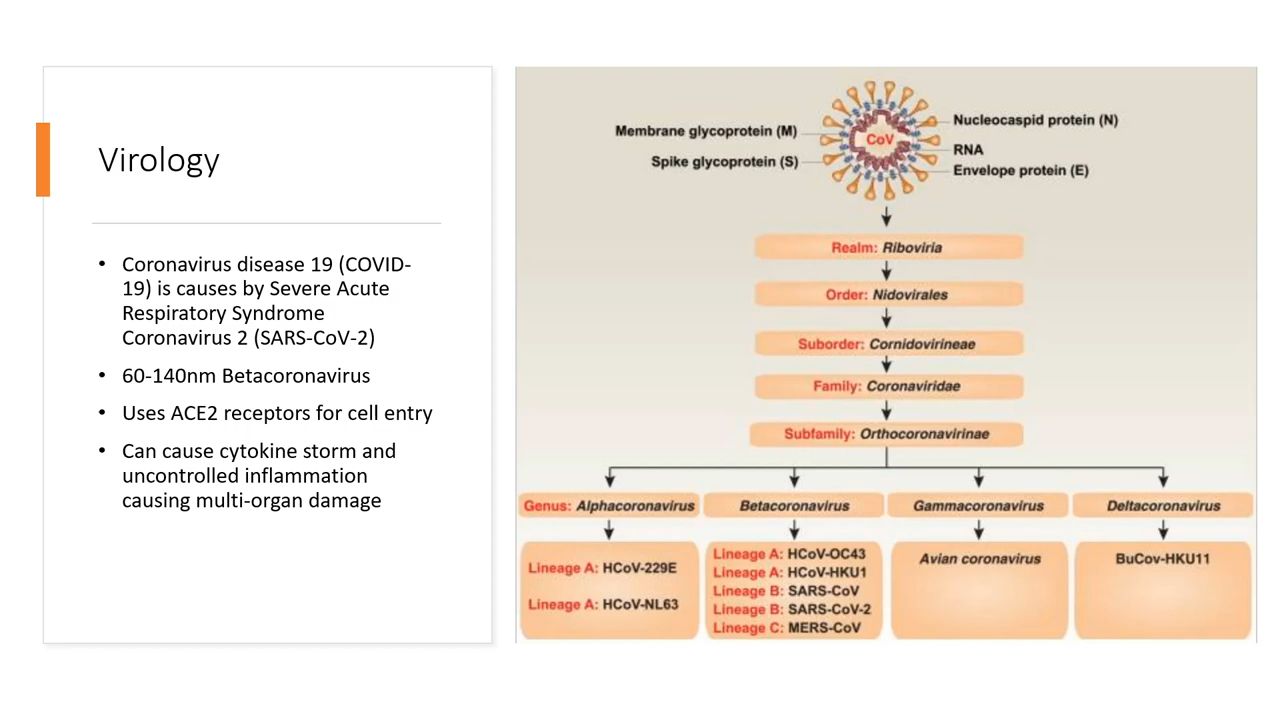 Virology
• Coronavirus disease 19 (COVID-
19) is causes by Severe Acute
Respiratory Syndrome
Coronavirus 2 (SARS-CoV-2)
• 60-140nm Betacoronavirus
• Uses ACE2 receptors for cell entry
• Can cause cytokine storm and
uncontrolled inflammation
causing multi-organ damage
Membrane glycoprotein (M)
Spike glycoprotein (S)
CoV
Nucleocaspid protein (N)
RNA
Envelope protein (E)
Realm: Riboviria
Order: Nidovirales
Suborder: Cornidovirineae
Family: Coronaviridae
Subfamily: Orthocoronavirinae
Genus: Alphacoronavirus
Betacoronavirus
Gammacoronavirus
Deltacoronavirus
Lineage A: HCoV-229E
Lineage A: HCoV-NL63
Lineage A: HCoV-OC43
Lineage A: HCoV-HKU1
Lineage B: SARS-CoV
Lineage B: SARS-CoV-2
Lineage C: MERS-CoV
Avian coronavirus
BuCov-HKU11